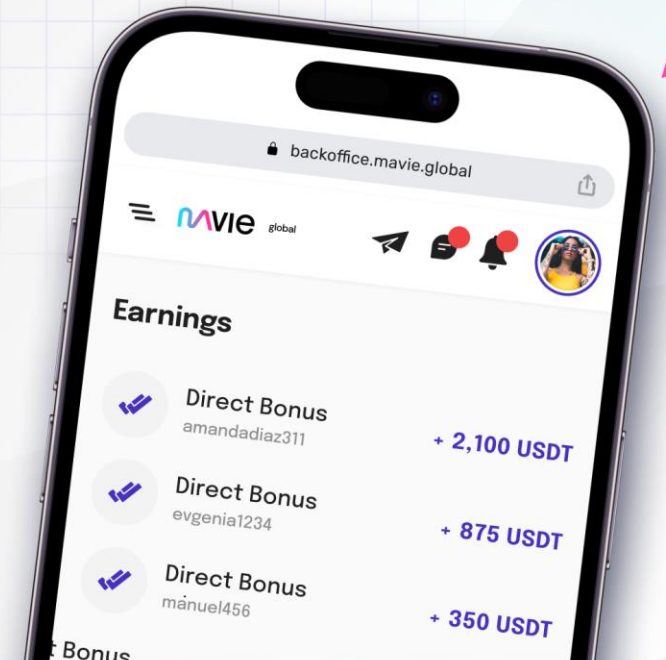 backoffice.mavie.global
mavie global
Earnings
Direct Bonus
amandadiaz311
+ 2,100 USDT
Direct Bonus
evgenia1234
+ 875 USDT
Direct Bonus
manuel456
+ 350 USDT
t Bonus